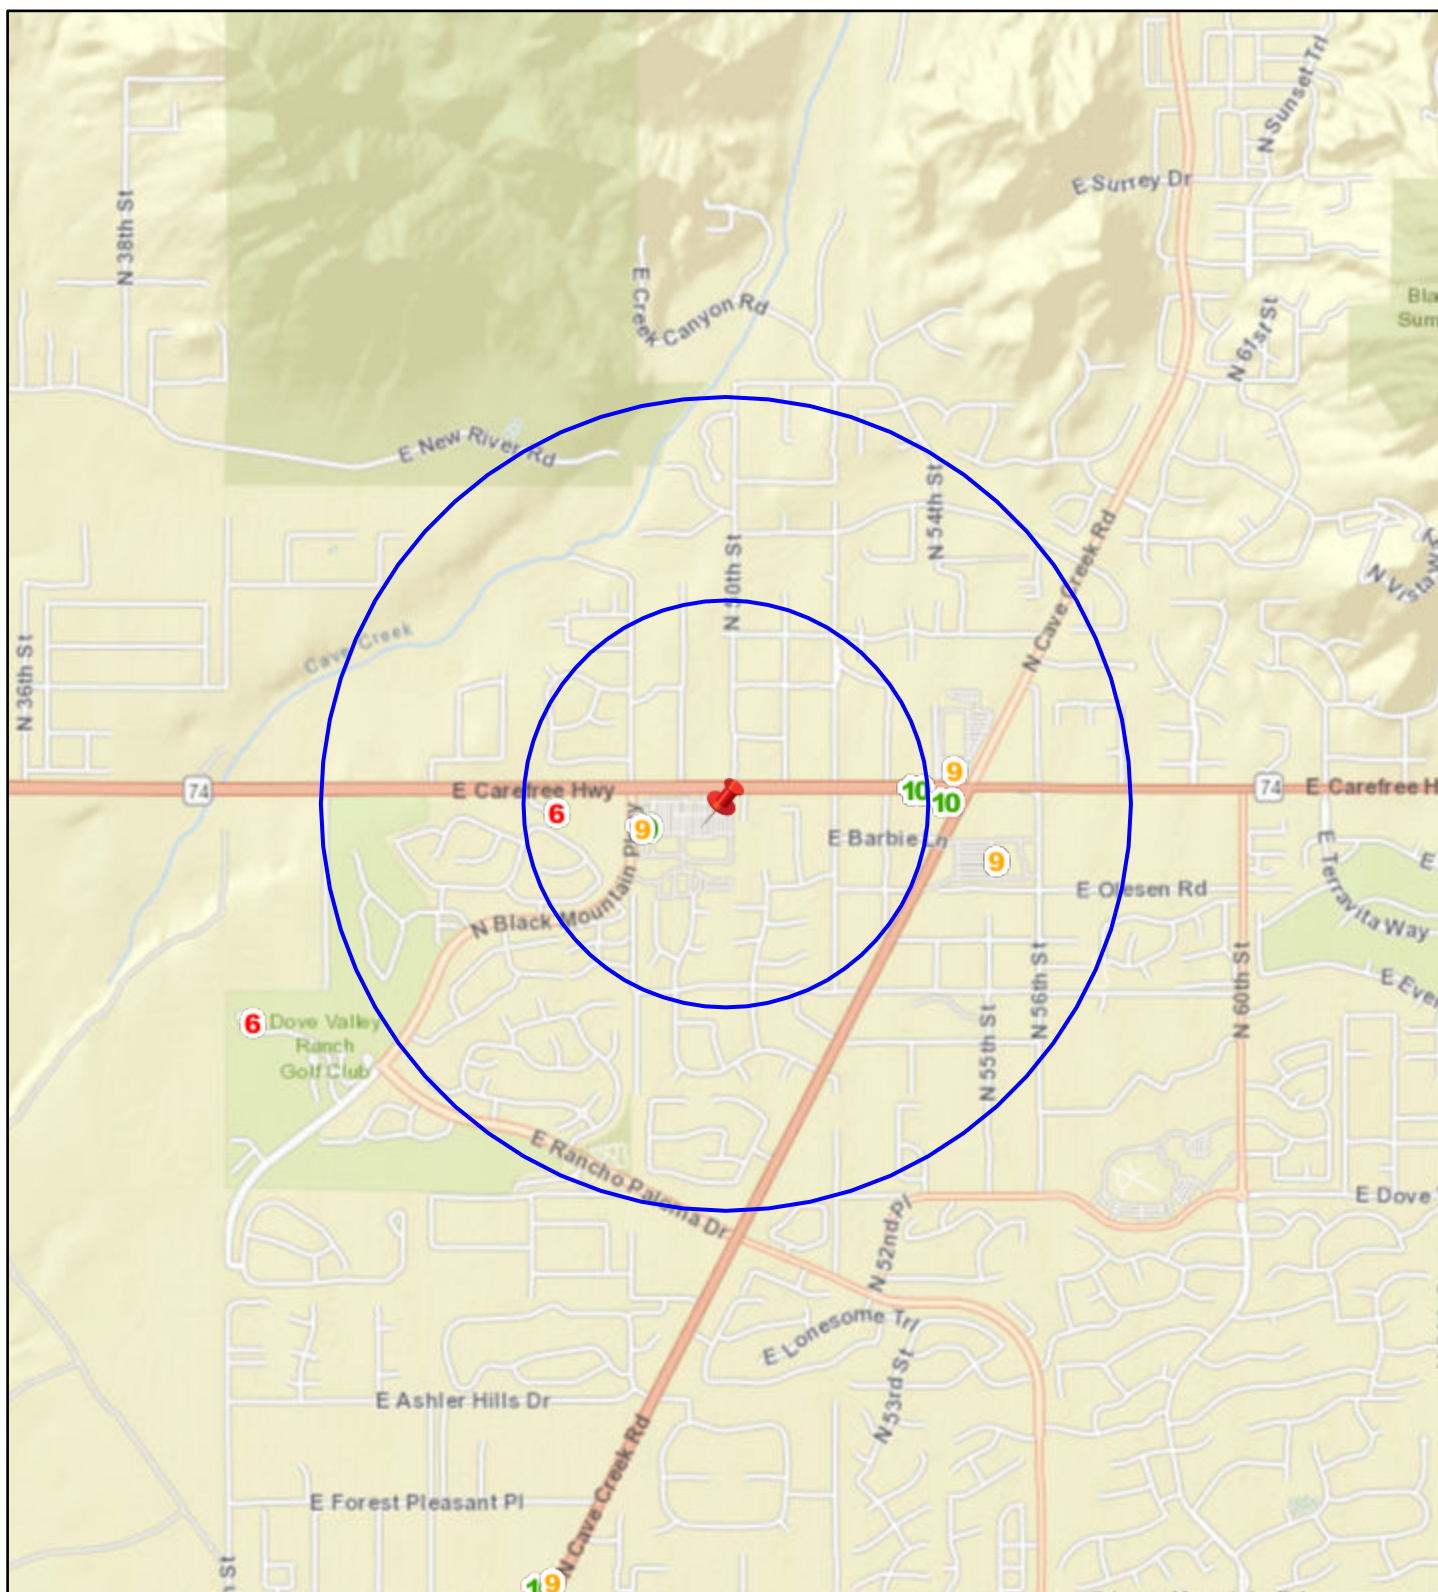 N Sunset Trl
E Surrey Dr
N 38th St
E Creek Canyon Rd
N 61st St
E New River Rd
N 54th St
N 50th St
N Cave Creek Rd
Cave Creek
N 36th St
74
E Carefree Hwy
74
E Carefree H
6
9
10
9
10
9
E Barbie Ln
E Olesen Rd
E Terravita Way
N Black Mountain
N 56th St
N 60th St
N 55th St
6
Dove Valley
Ranch
Golf Club
E Rancho Paloma Dr
E Dove
N 52nd Pl
E Lonesome Trl
N 53rd St
E Ashler Hills Dr
N Cave Creek Rd
E Forest Pleasant Pl
St
9